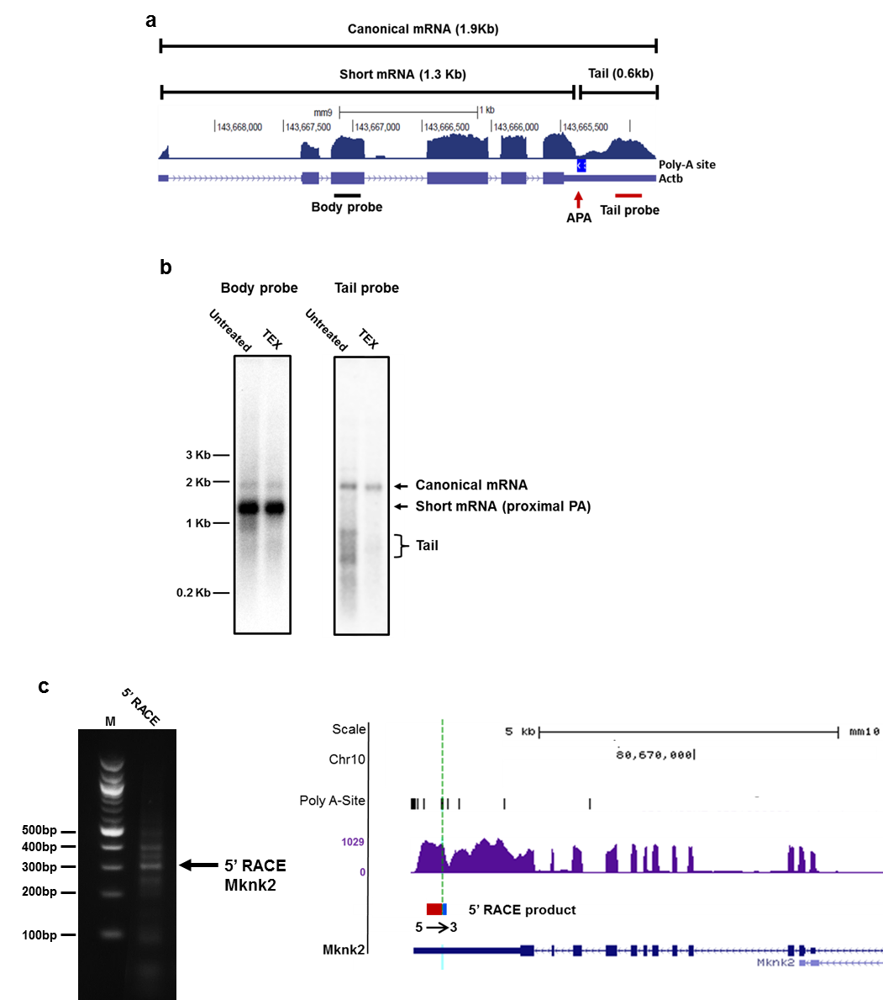 a
Canonical mRNA (1.9Kb)
Short mRNA (1.3 Kb)
Tail (0.6kb)
mm9
1 kb
143,668,000
143,667,500
143,667,000
143,666,500
143,666,000
143,665,500
Poly-A site
Actb
Body probe
APA
Tail probe
b
Body probe
Tail probe
Untreated
TEX
Untreated
TEX
3 Kb
2 Kb
1 Kb
0.2 Kb
Canonical mRNA
Short mRNA (proximal PA)
Tail
c
M
5' RACE
500bp
400bp
300bp
200bp
100bp
5' RACE
Mknk2
Scale
5 kb
mm10
Chr10
80,670,000
Poly A-Site
1029
0
5' RACE product
5
3
Mknk2
Mknk2